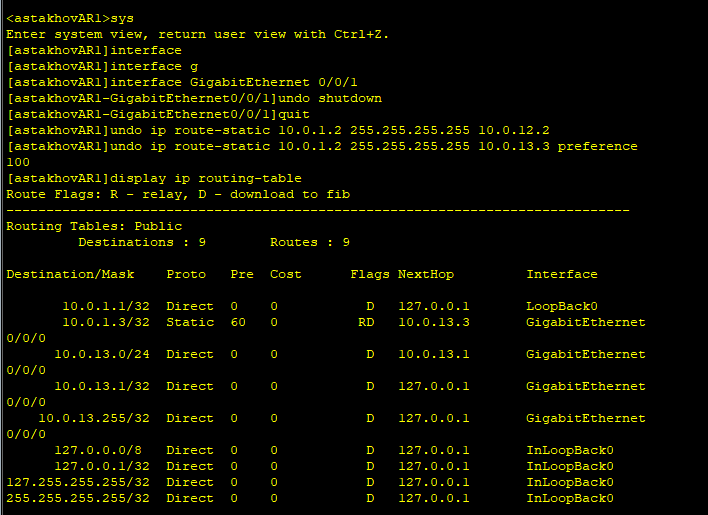 <astakhovAR1>sys
Enter system view, return user view with Ctrl+Z.
[astakhovAR1]interface
[astakhovAR1]interface g
[astakhovAR1]interface GigabitEthernet 0/0/1
[astakhovAR1-GigabitEthernet0/0/1]undo shutdown
[astakhovAR1-GigabitEthernet0/0/1]quit
[astakhovAR1]undo ip route-static 10.0.1.2 255.255.255.255 10.0.12.2
[astakhovAR1]undo ip route-static 10.0.1.2 255.255.255.255 10.0.13.3 preference
100
[astakhovAR1]display ip routing-table
Route Flags: R - relay, D - download to fib
------------------------------------------------------------------------------
Routing Tables: Public
         Destinations : 9        Routes : 9

Destination/Mask    Proto  Pre  Cost      Flags NextHop         Interface

       10.0.1.1/32  Direct  0    0           D   127.0.0.1       LoopBack0
       10.0.1.3/32  Static  60   0          RD   10.0.13.3       GigabitEthernet
0/0/0
      10.0.13.0/24  Direct  0    0           D   10.0.13.1       GigabitEthernet
0/0/0
      10.0.13.1/32  Direct  0    0           D   127.0.0.1       GigabitEthernet
0/0/0
    10.0.13.255/32  Direct  0    0           D   127.0.0.1       GigabitEthernet
0/0/0
      127.0.0.0/8   Direct  0    0           D   127.0.0.1       InLoopBack0
      127.0.0.1/32  Direct  0    0           D   127.0.0.1       InLoopBack0
127.255.255.255/32  Direct  0    0           D   127.0.0.1       InLoopBack0
255.255.255.255/32  Direct  0    0           D   127.0.0.1       InLoopBack0